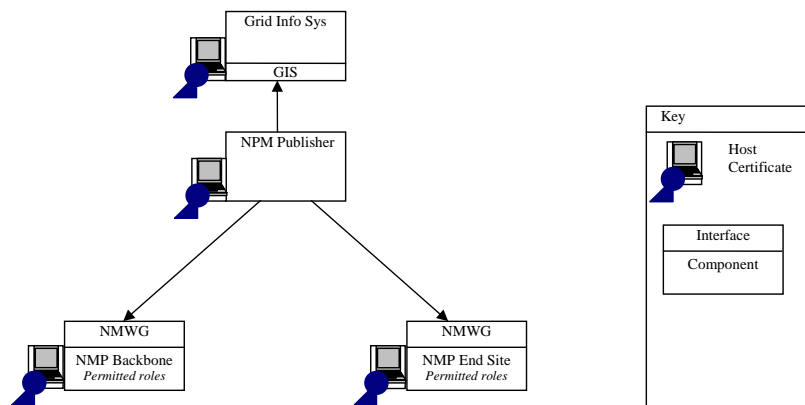 Grid Info Sys
GIS
NPM Publisher
NMWG
NMP Backbone
Permitted roles
NMWG
NMP End Site
Permitted roles
Key
Host
Certificate
Interface
Component